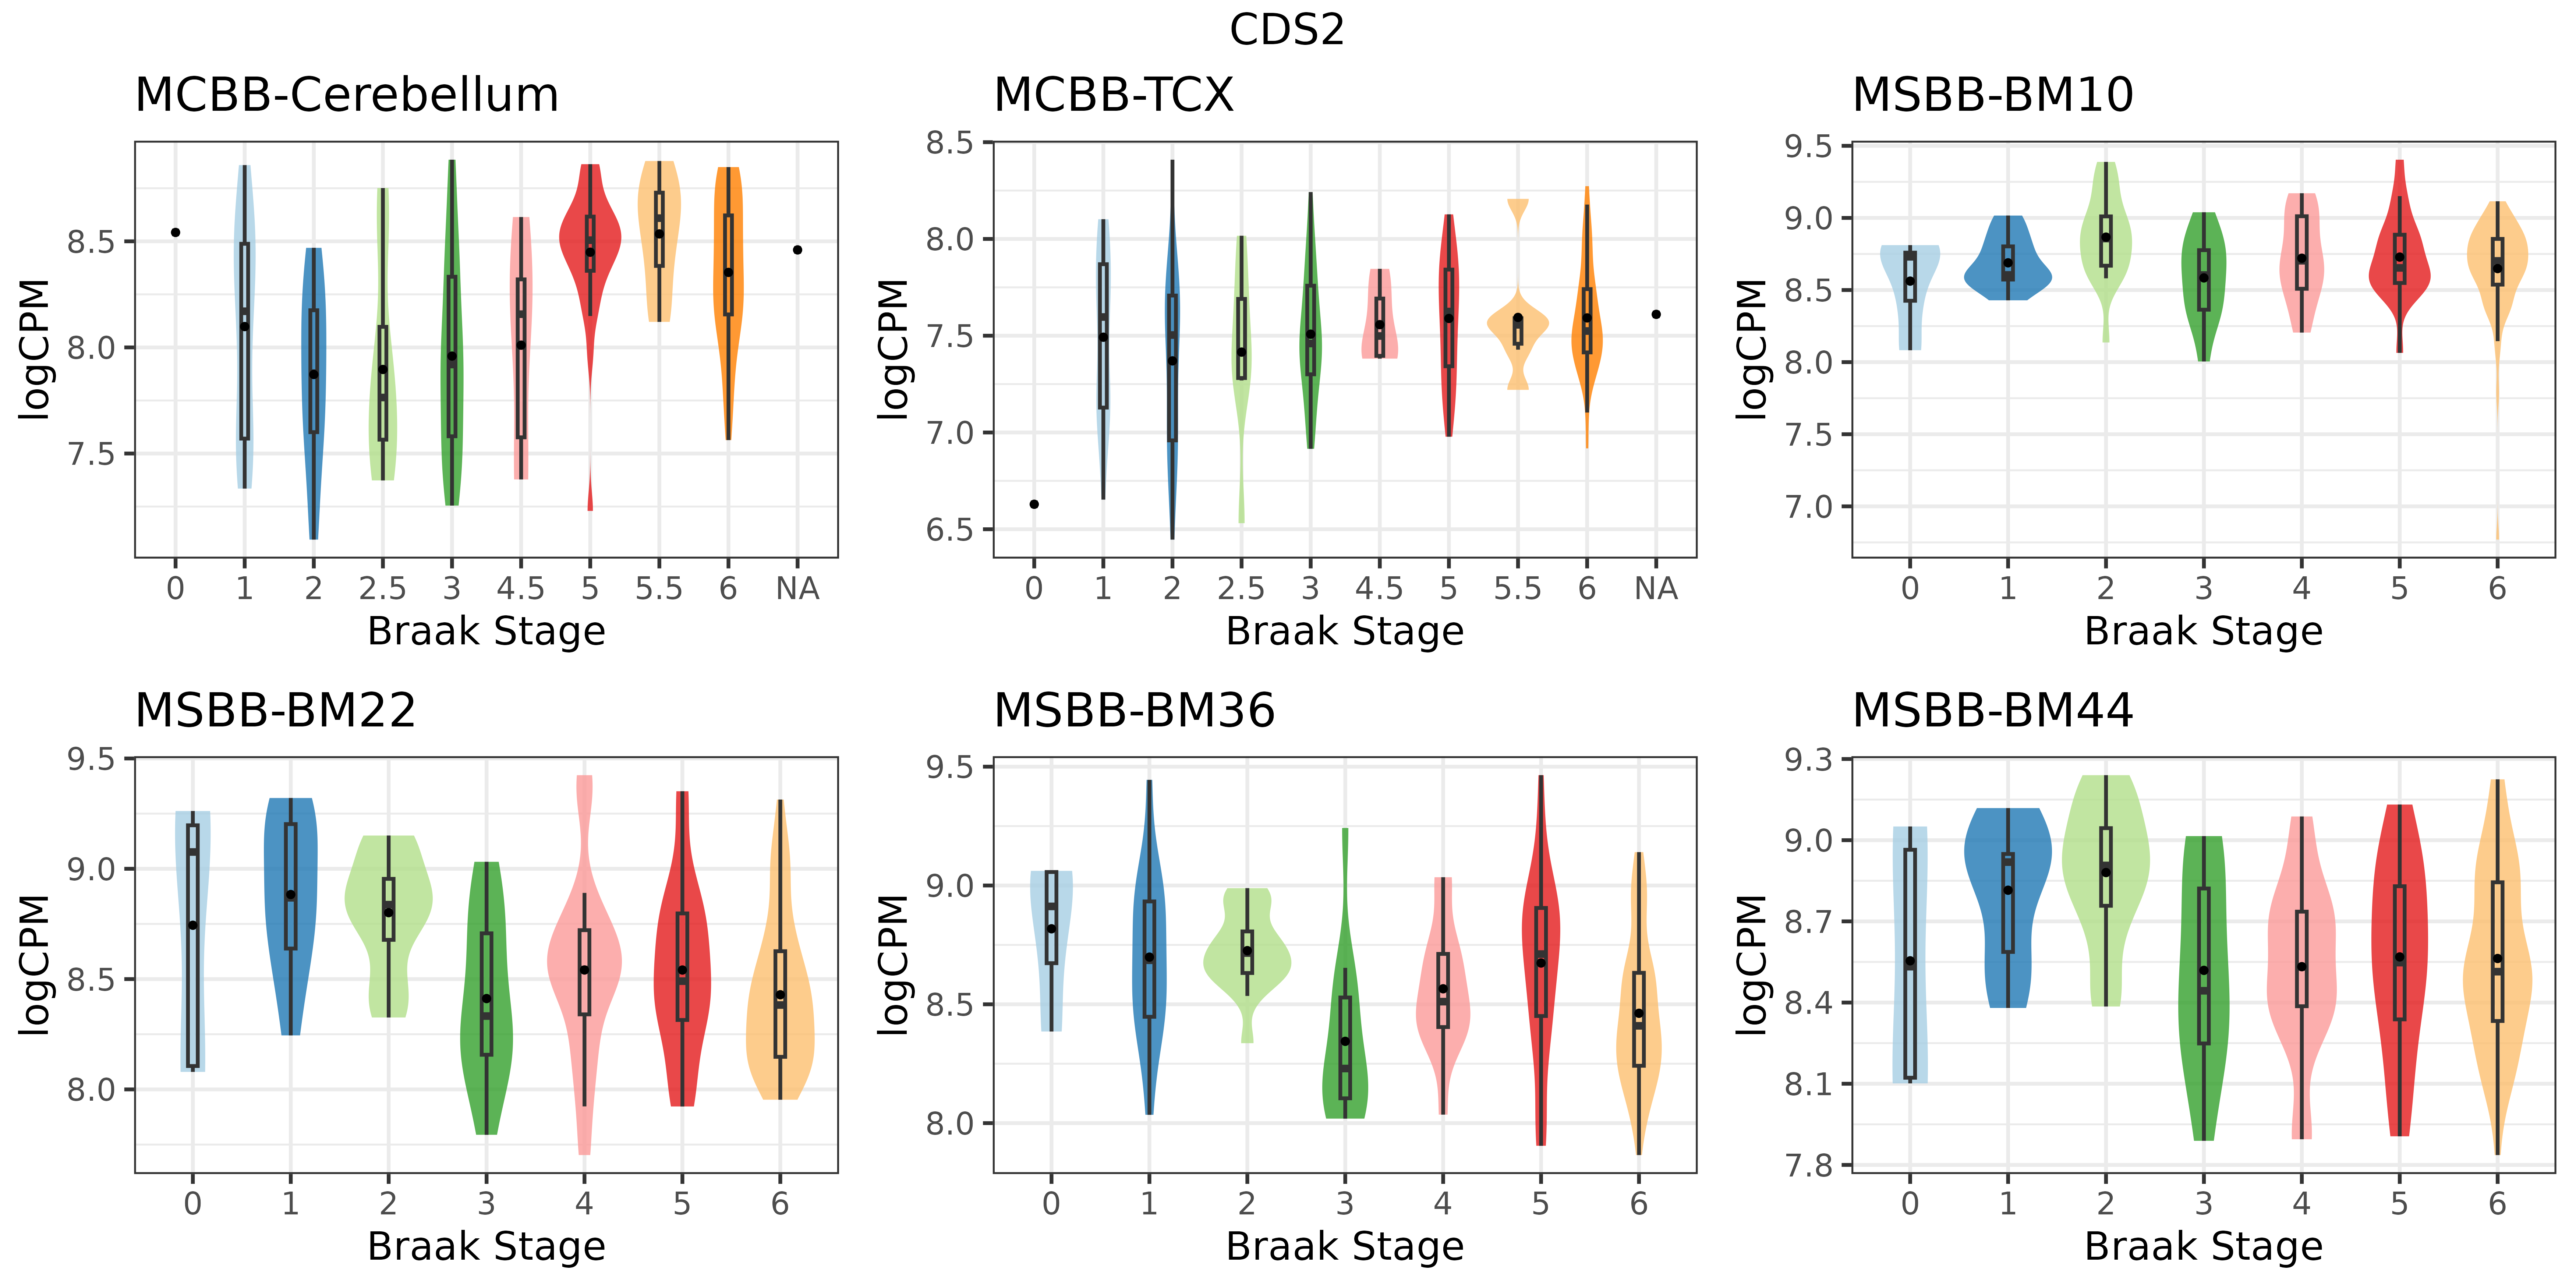 CDS2
MCBB-Cerebellum
8.5
8.0
7.5
logCPM
0 1 2 2.5 3 4.5 5 5.5 6 NA
Braak Stage
MCBB-TCX
8.5
8.0
7.5
7.0
6.5
logCPM
0 1 2 2.5 3 4.5 5 5.5 6 NA
Braak Stage
MSBB-BM10
9.5
9.0
8.5
8.0
7.5
7.0
logCPM
0 1 2 3 4 5 6
Braak Stage
MSBB-BM22
9.5
9.0
8.5
8.0
logCPM
0 1 2 3 4 5 6
Braak Stage
MSBB-BM36
9.5
9.0
8.5
8.0
logCPM
0 1 2 3 4 5 6
Braak Stage
MSBB-BM44
9.3
9.0
8.7
8.4
8.1
7.8
logCPM
0 1 2 3 4 5 6
Braak Stage